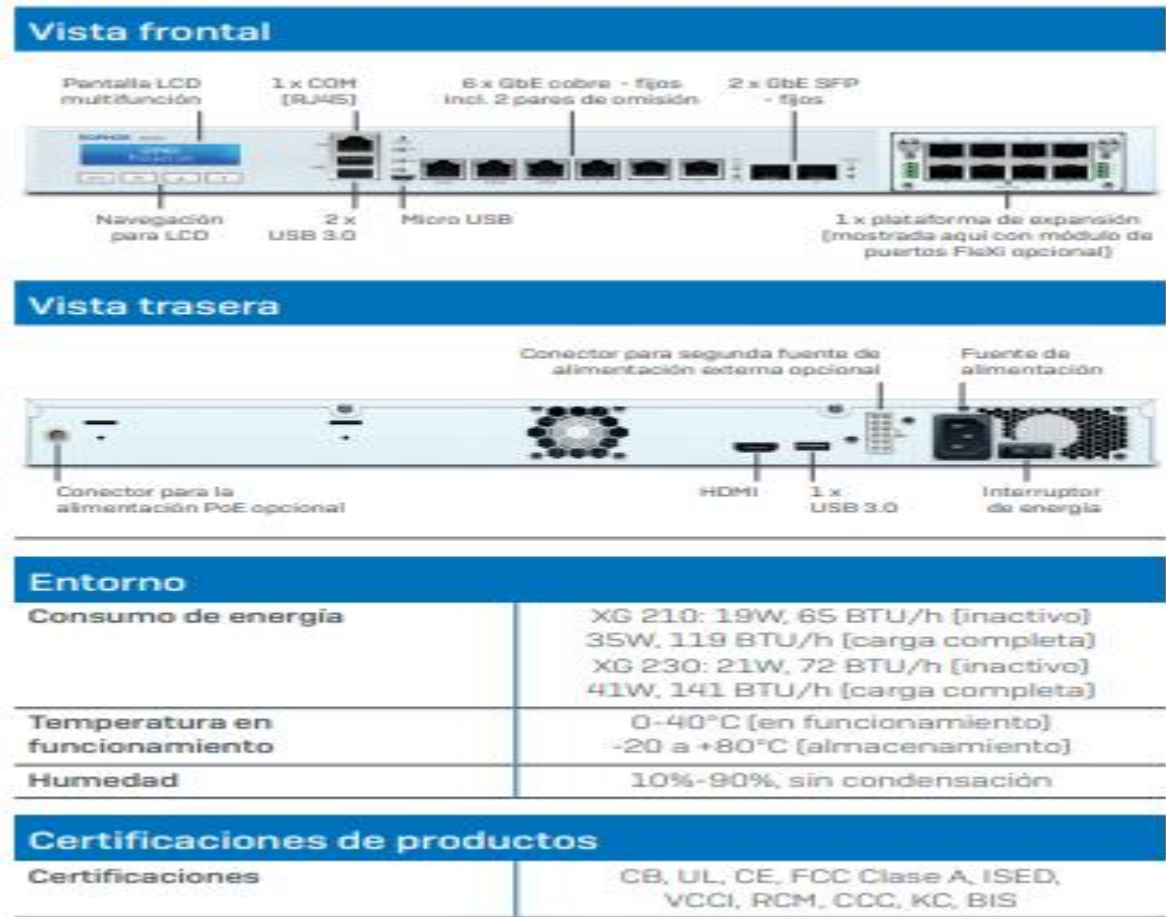 Vista frontal
Pantalla LCD
multifunción
1 x COM
[RJ45]
6 x GbE cobre - fijos
Incl. 2 pares de omisión
2 x GbE SFP
- fijos
SOPHOS
Navegación
para LCD
2 x
USB 3.0
Micro USB
1 x plataforma de expansión
[mostrada aquí con módulo de
puertos FleXi opcional]
Vista trasera
Conector para segunda fuente de
alimentación externa opcional
Fuente de
alimentación
Conector para la
alimentación PoE opcional
HDMI
1 x
USB 3.0
Interruptor
de energía
Entorno
Consumo de energía
XG 210: 19W, 65 BTU/h [inactivo]
35W, 119 BTU/h [carga completa]
XG 230: 21W, 72 BTU/h [inactivo]
41W, 141 BTU/h [carga completa]
Temperatura en
funcionamiento
0-40°C [en funcionamiento]
-20 a +80°C [almacenamiento]
Humedad
10%-90%, sin condensación
Certificaciones de productos
Certificaciones
CB, UL, CE, FCC Clase A, ISED,
VCCI, RCM, CCC, KC, BIS